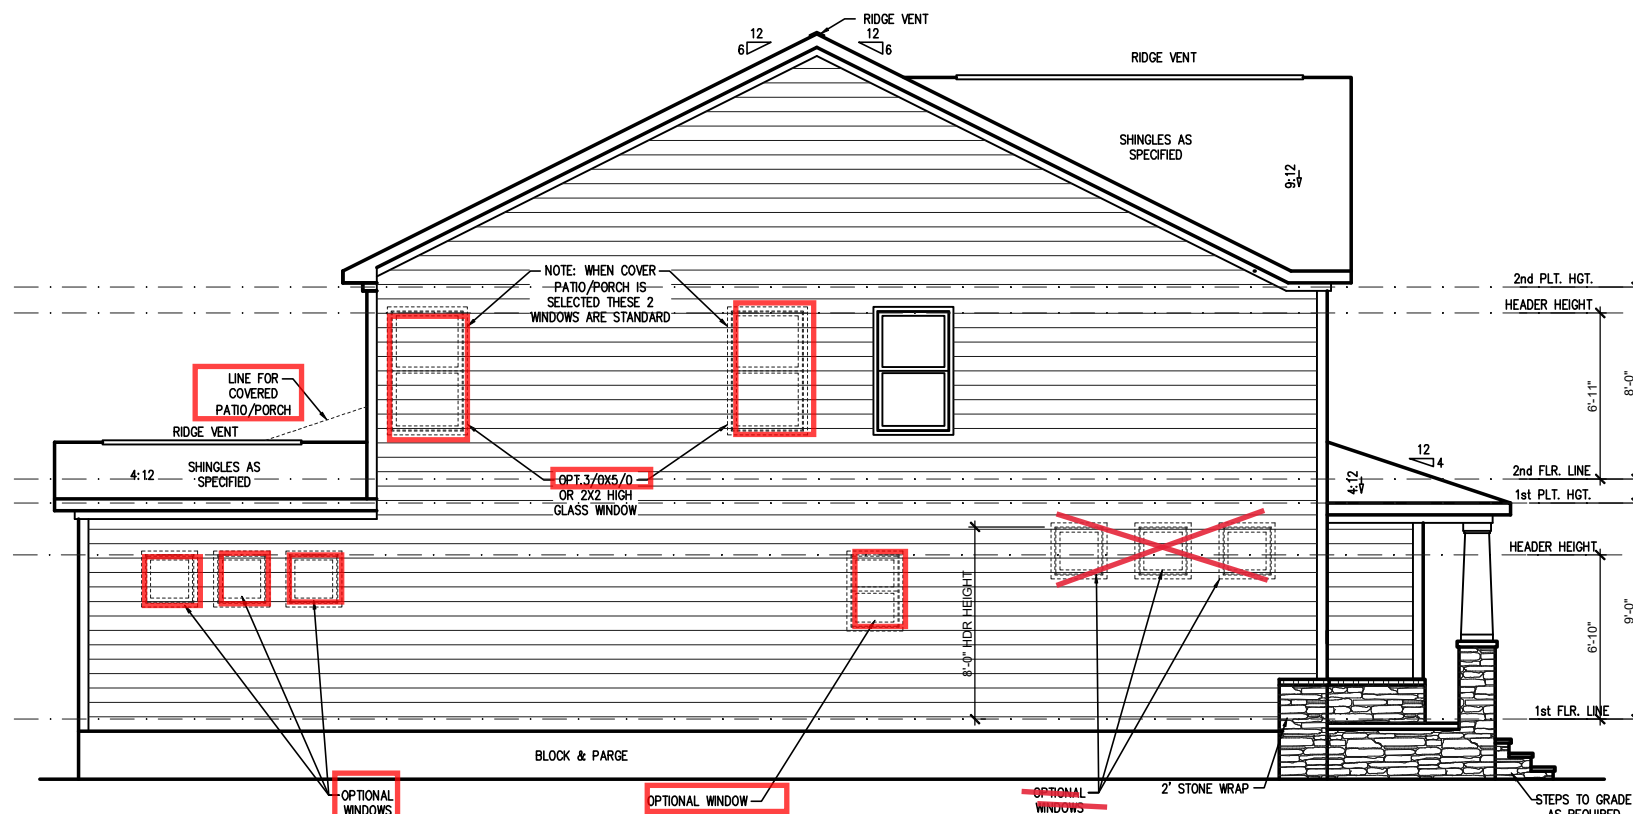 RIDGE VENT
12
6
12
6
RIDGE VENT
SHINGLES AS
SPECIFIED
9:12
NOTE: WHEN COVER
PATIO/PORCH IS
SELECTED THESE 2
WINDOWS ARE STANDARD
2nd PLT. HGT.
HEADER HEIGHT
6'-11"
8'-0"
LINE FOR
COVERED
PATIO/PORCH
RIDGE VENT
4:12
SHINGLES AS
SPECIFIED
OPT.3/0X5/0
OR 2X2 HIGH
GLASS WINDOW
12
4
4:12
2nd FLR. LINE
1st PLT. HGT.
HEADER HEIGHT
8'-0" HDR HEIGHT
6'-10"
9'-0"
1st FLR. LINE
BLOCK & PARGE
OPTIONAL
WINDOWS
OPTIONAL WINDOW
OPTIONAL
WINDOWS
2' STONE WRAP
STEPS TO GRADE
AS REQUIRED